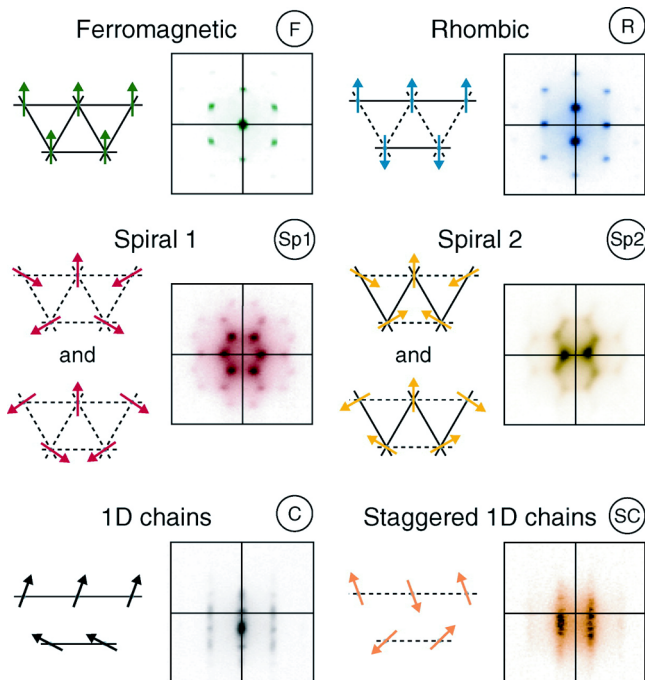 Ferromagnetic F
Rhombic R
Spiral 1 Sp1
Spiral 2 Sp2
and
and
1D chains C
Staggered 1D chains SC